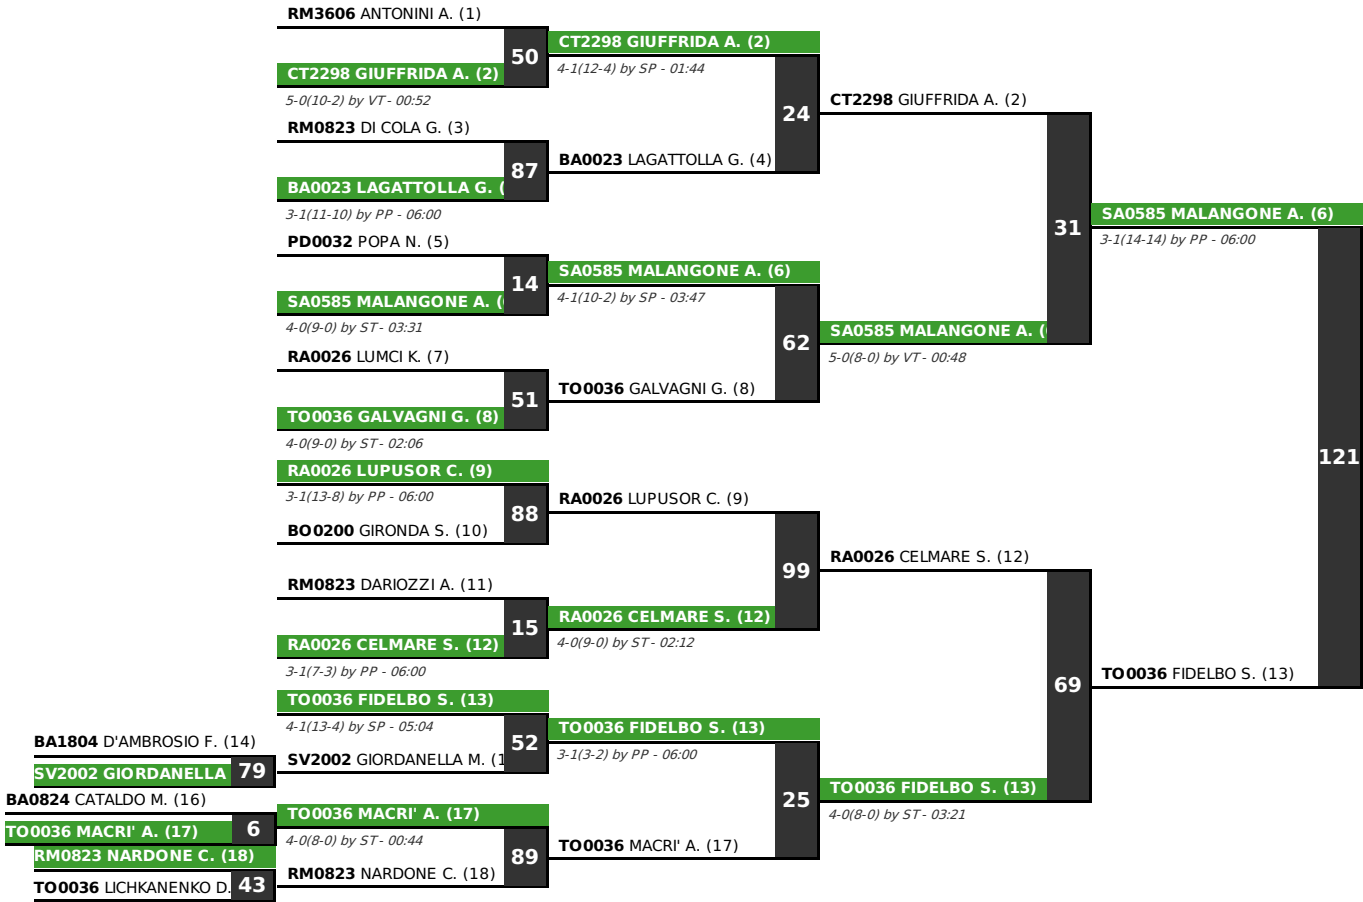 RM3606 ANTONINI A. (1)
50
CT2298 GIUFFRIDA A. (2)
5-0(10-2) by VT - 00:52
RM0823 DI COLA G. (3)
87
BA0023 LAGATTOLLA G. (
3-1(11-10) by PP - 06:00
PD0032 POPA N. (5)
14
SA0585 MALANGONE A. (
4-0(9-0) by ST - 03:31
RA0026 LUMCI K. (7)
51
TO0036 GALVAGNI G. (8)
4-0(9-0) by ST - 02:06
RA0026 LUPUSOR C. (9)
3-1(13-8) by PP - 06:00
88
BO0200 GIRONDA S. (10)
RM0823 DARIOZZI A. (11)
15
RA0026 CELMARE S. (12)
3-1(7-3) by PP - 06:00
TO0036 FIDELBO S. (13)
4-1(13-4) by SP - 05:04
52
SV2002 GIORDANELLA M. (1
BA1804 D'AMBROSIO F. (14)
SV2002 GIORDANELLA
79
BA0824 CATALDO M. (16)
TO0036 MACRI' A. (17)
6
RM0823 NARDONE C. (18)
TO0036 LICHKANENKO D.
43
TO0036 MACRI' A. (17)
4-0(8-0) by ST - 00:44
89
RM0823 NARDONE C. (18)
CT2298 GIUFFRIDA A. (2)
4-1(12-4) by SP - 01:44
24
BA0023 LAGATTOLLA G. (4)
SA0585 MALANGONE A. (6)
4-1(10-2) by SP - 03:47
62
TO0036 GALVAGNI G. (8)
RA0026 LUPUSOR C. (9)
99
RA0026 CELMARE S. (12)
4-0(9-0) by ST - 02:12
TO0036 FIDELBO S. (13)
3-1(3-2) by PP - 06:00
25
TO0036 MACRI' A. (17)
CT2298 GIUFFRIDA A. (2)
31
SA0585 MALANGONE A. (
5-0(8-0) by VT - 00:48
RA0026 CELMARE S. (12)
69
TO0036 FIDELBO S. (13)
4-0(8-0) by ST - 03:21
SA0585 MALANGONE A. (6)
3-1(14-14) by PP - 06:00
121
TO0036 FIDELBO S. (13)